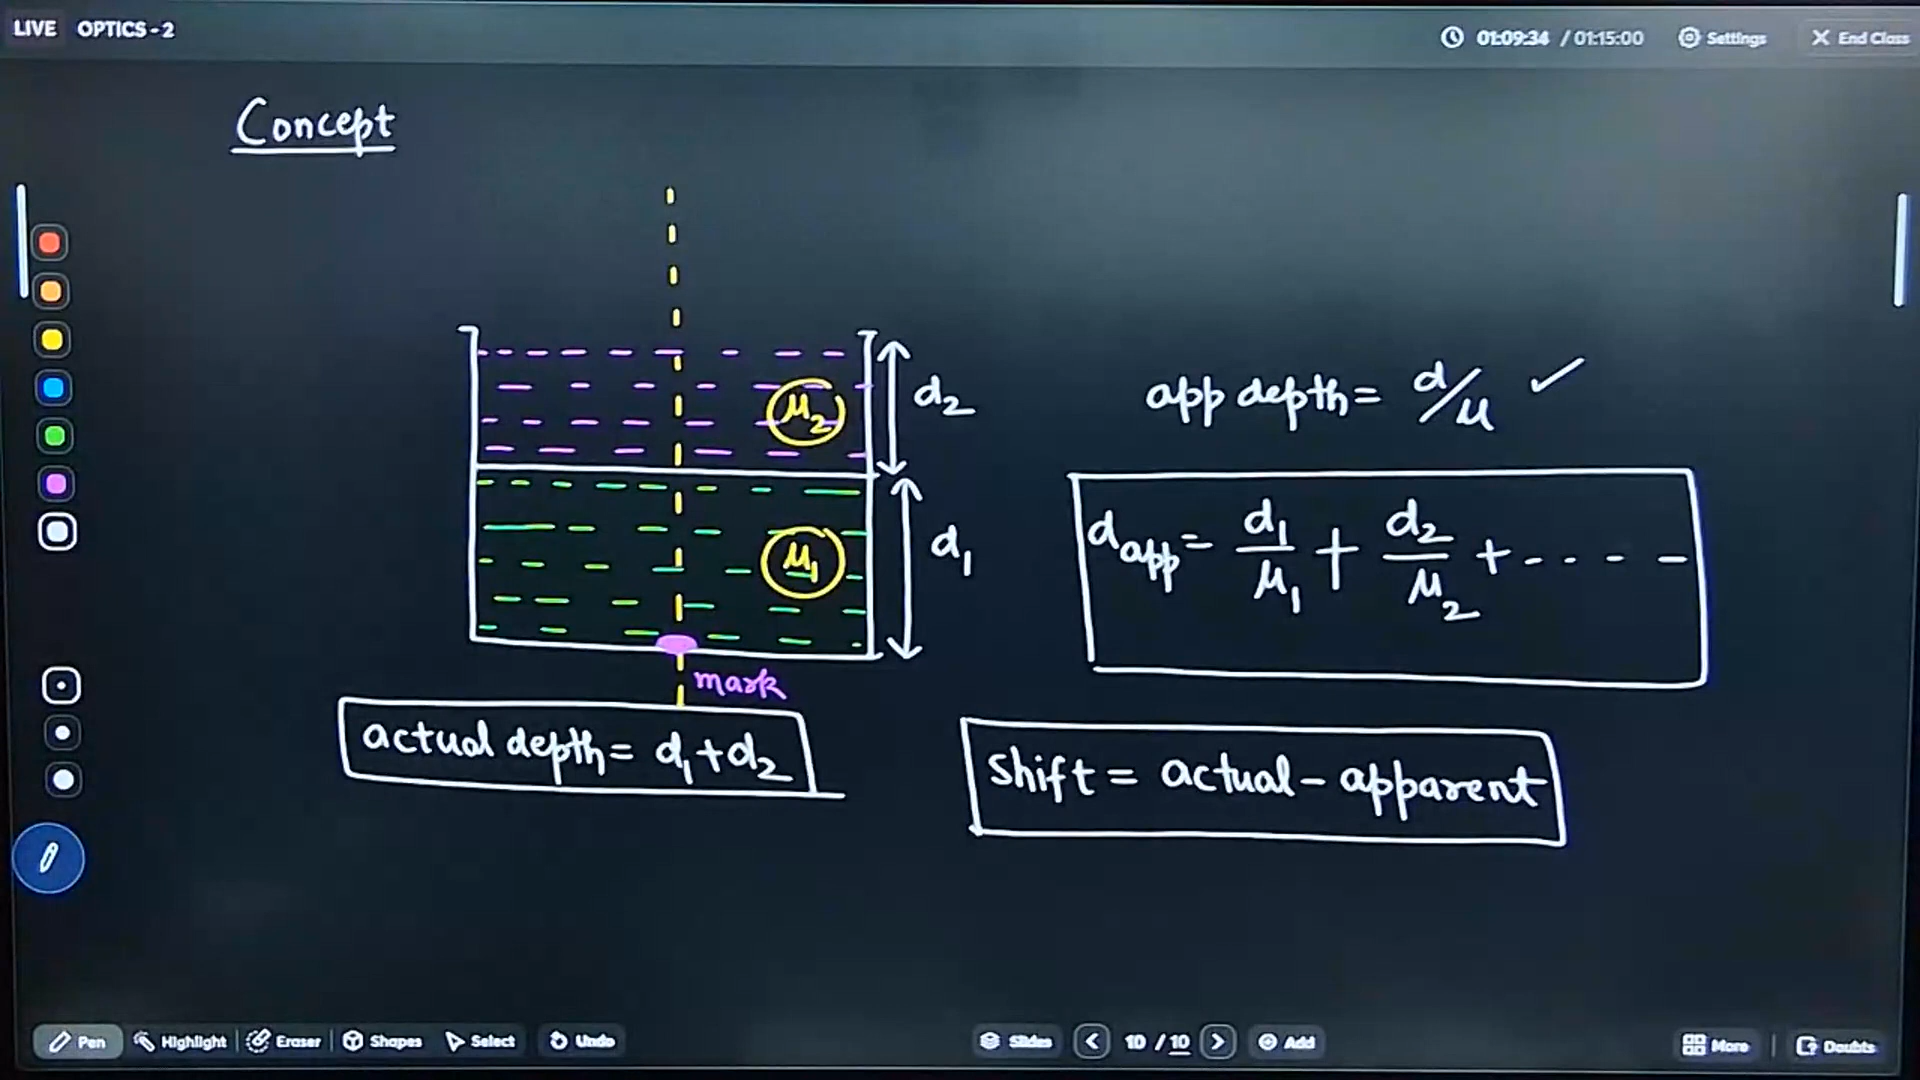 LIVE OPTICS - 2
01:09:34 / 01:15:00 Settings End Class
Concept
μ2
d2
μ1
d1
mark
actual depth = d1+d2
app depth = d/μ ✓
dapp = d1/μ1 + d2/μ2 + - - - -
shift = actual - apparent
Pen Highlight Eraser Shapes Select Undo Slides 10 / 10 Add More Doubts